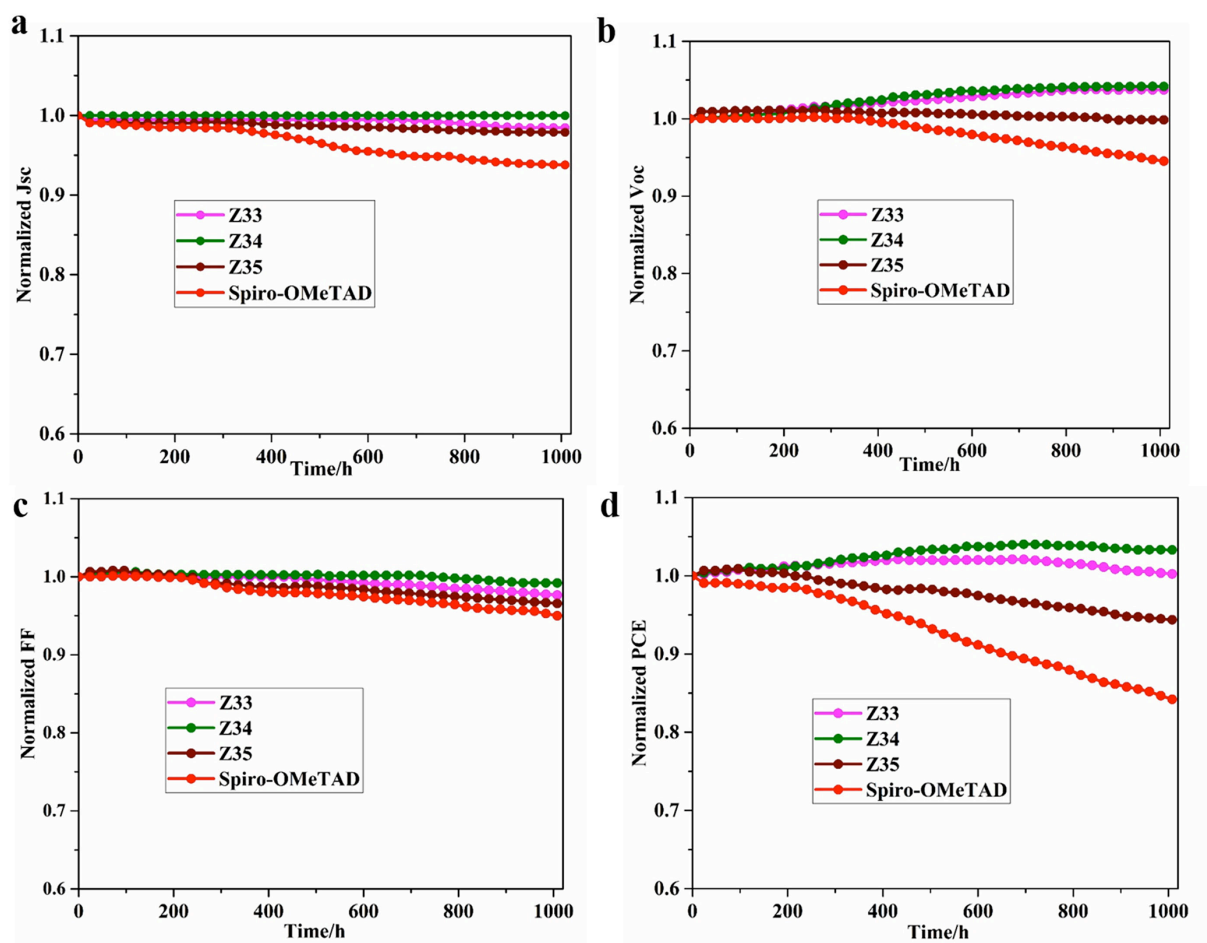 a
1.1
1.0
0.9
0.8
0.7
0.6
Normalized Jsc
Z33
Z34
Z35
Spiro-OMeTAD
0 200 400 600 800 1000
Time/h
b
1.1
1.0
0.9
0.8
0.7
0.6
Normalized Voc
Z33
Z34
Z35
Spiro-OMeTAD
0 200 400 600 800 1000
Time/h
c
1.1
1.0
0.9
0.8
0.7
0.6
Normalized FF
Z33
Z34
Z35
Spiro-OMeTAD
0 200 400 600 800 1000
Time/h
d
1.1
1.0
0.9
0.8
0.7
0.6
Normalized PCE
Z33
Z34
Z35
Spiro-OMeTAD
0 200 400 600 800 1000
Time/h